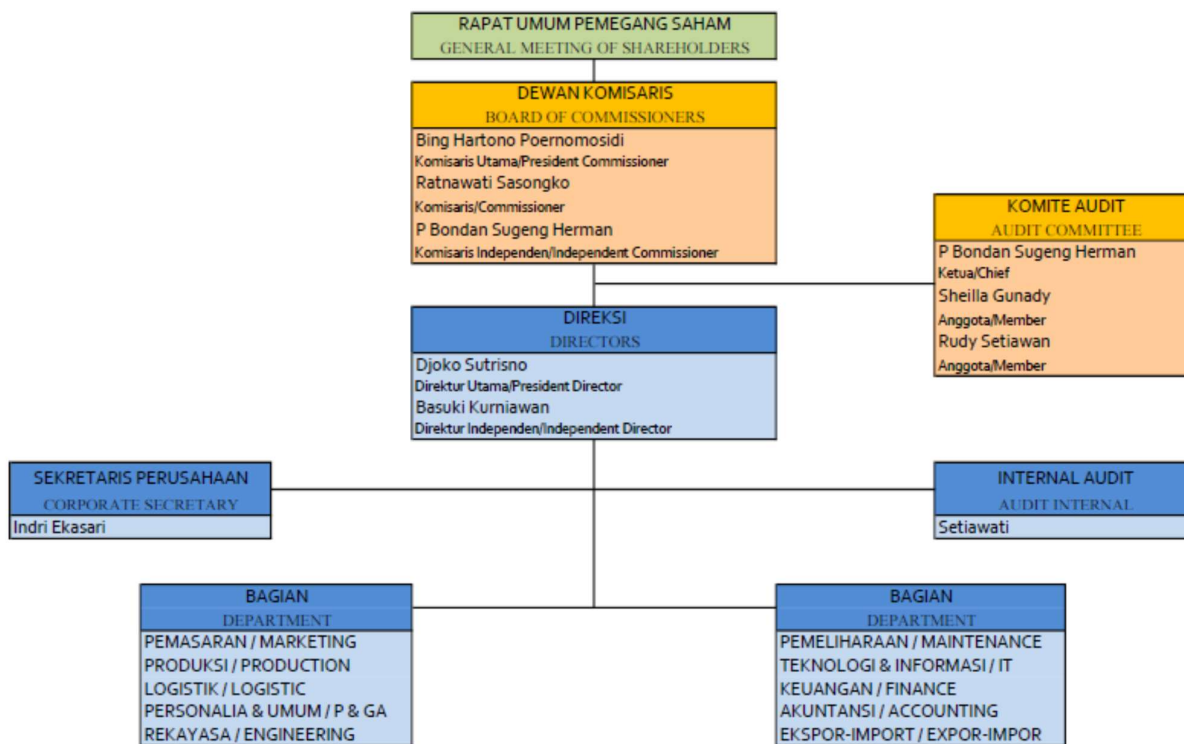 RAPAT UMUM PEMEGANG SAHAM
GENERAL MEETING OF SHAREHOLDERS
DEWAN KOMISARIS
BOARD OF COMMISSIONERS
Bing Hartono Poernomosidi
Komisaris Utama/President Commissioner
Ratnawati Sasongko
Komisaris/Commissioner
P Bondan Sugeng Herman
Komisaris Independen/Independent Commissioner
KOMITE AUDIT
AUDIT COMMITTEE
P Bondan Sugeng Herman
Ketua/Chief
Sheilla Gunady
Anggota/Member
Rudy Setiawan
Anggota/Member
DIREKSI
DIRECTORS
Djoko Sutrisno
Direktur Utama/President Director
Basuki Kurniawan
Direktur Independen/Independent Director
SEKRETARIS PERUSAHAAN
CORPORATE SECRETARY
Indri Ekasari
INTERNAL AUDIT
AUDIT INTERNAL
Setiawati
BAGIAN
DEPARTMENT
PEMASARAN / MARKETING
PRODUKSI / PRODUCTION
LOGISTIK / LOGISTIC
PERSONALIA & UMUM / P & GA
REKAYASA / ENGINEERING
BAGIAN
DEPARTMENT
PEMELIHARAAN / MAINTENANCE
TEKNOLOGI & INFORMASI / IT
KEUANGAN / FINANCE
AKUNTANSI / ACCOUNTING
EKSPOR-IMPORT / EXPOR-IMPOR